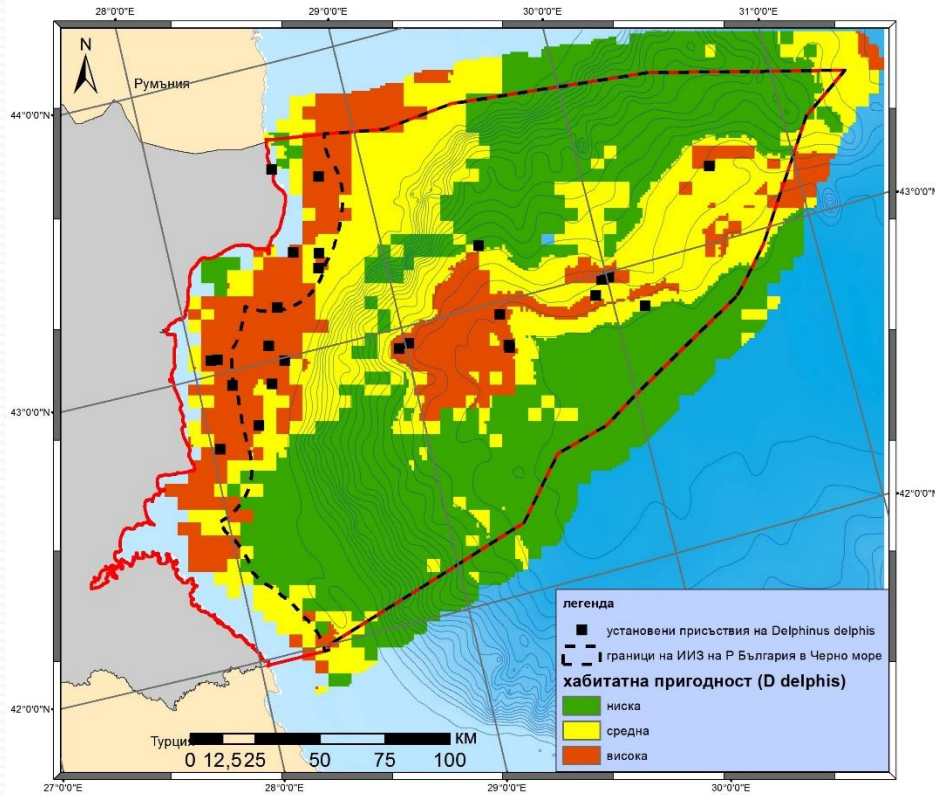 28°0'0"E
29°0'0"E
30°0'0"E
31°0'0"E
N
Румъния
44°0'0"N
43°0'0"N
43°0'0"N
42°0'0"N
42°0'0"N
легенда
установени присъствия на Delphinus delphis
граници на ИИЗ на Р България в Черно море
хабитатна пригодност (D delphis)
ниска
средна
висока
Турция
КМ
0 12,525 50 75 100
27°0'0"E
28°0'0"E
29°0'0"E
30°0'0"E